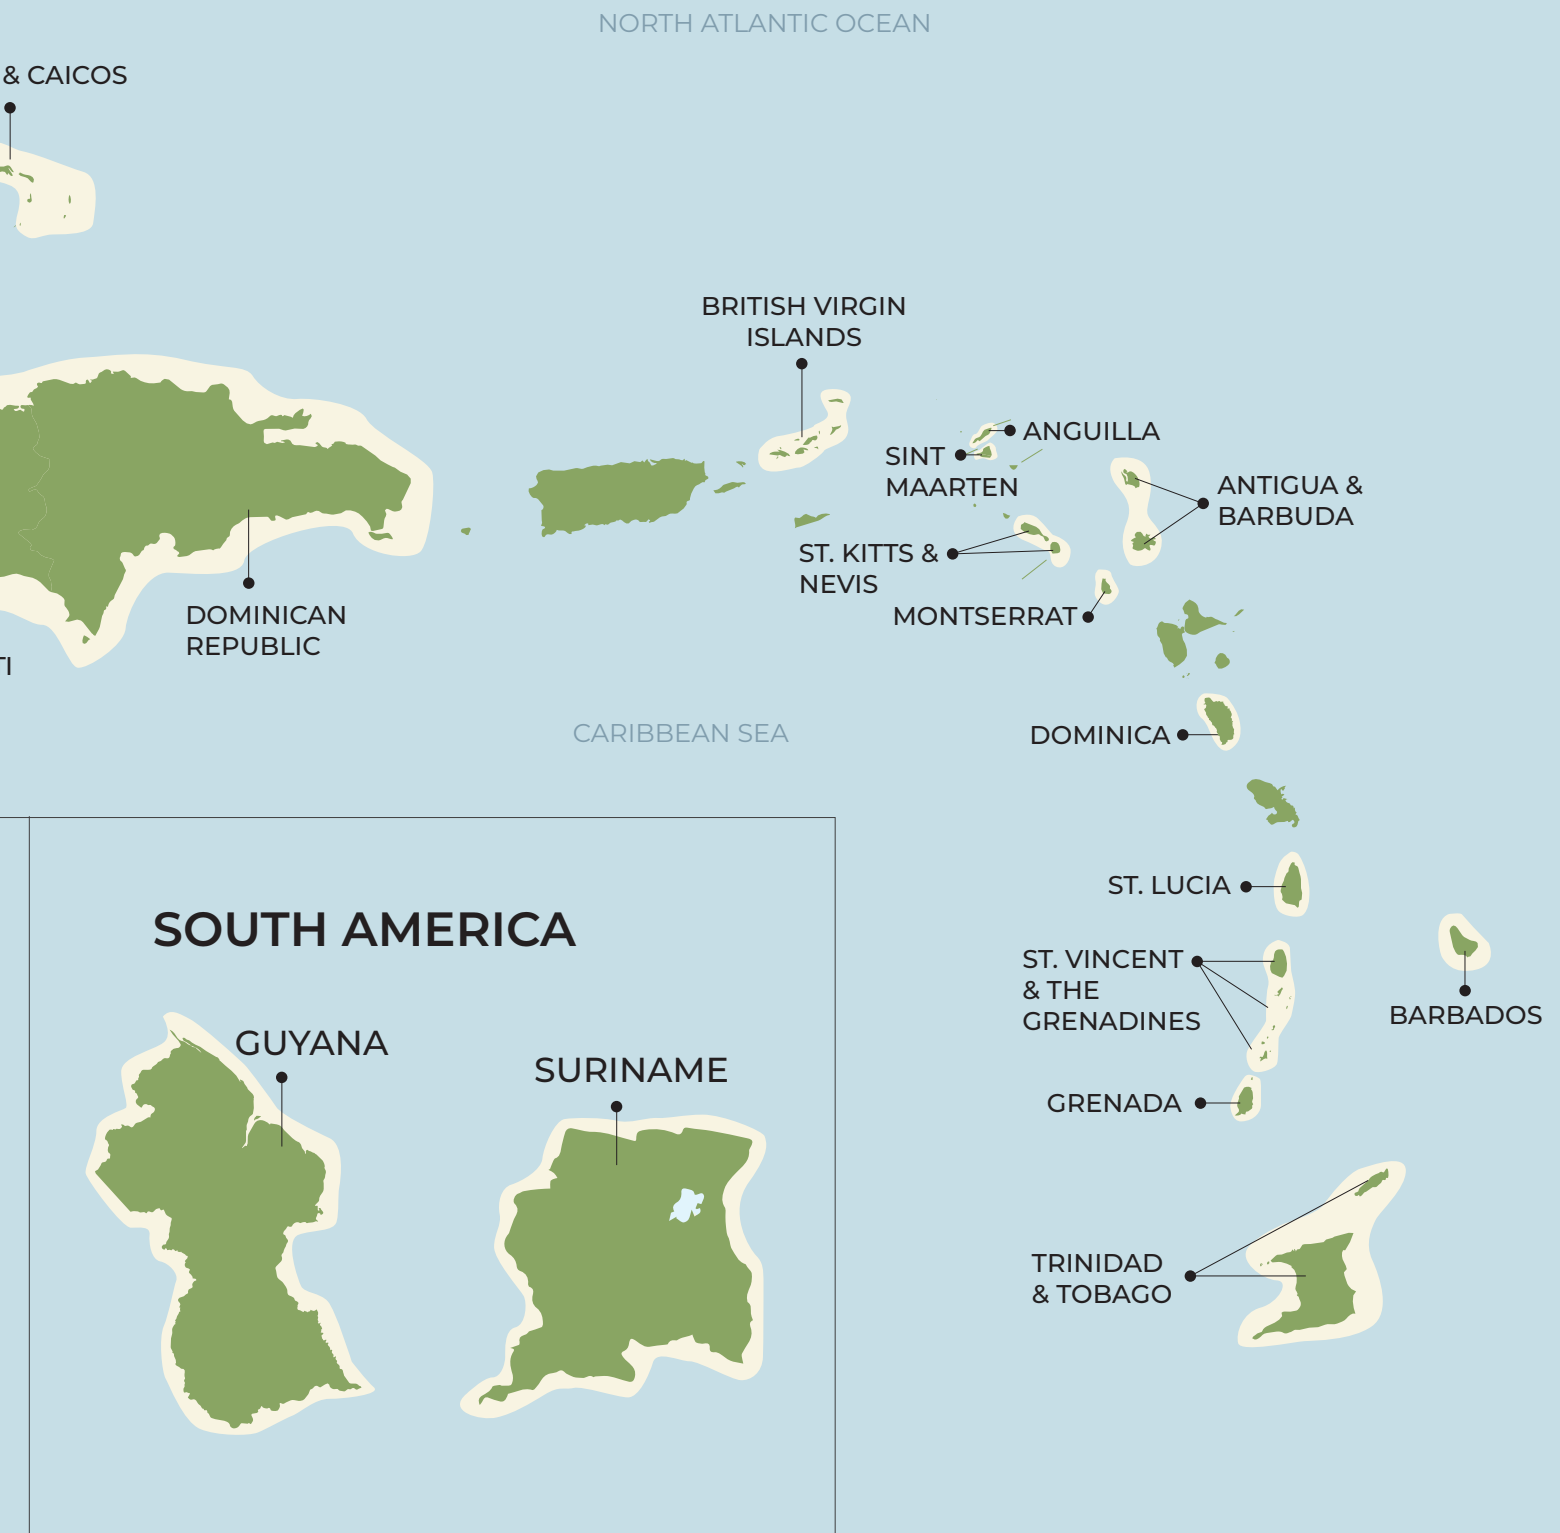 NORTH ATLANTIC OCEAN
& CAICOS
BRITISH VIRGIN
ISLANDS
ANGUILLA
SINT
MAARTEN
ANTIGUA &
BARBUDA
ST. KITTS &
NEVIS
MONTSERRAT
DOMINICAN
REPUBLIC
TI
CARIBBEAN SEA
DOMINICA
ST. LUCIA
SOUTH AMERICA
ST. VINCENT
& THE
GRENADINES
BARBADOS
GUYANA
SURINAME
GRENADA
TRINIDAD
& TOBAGO